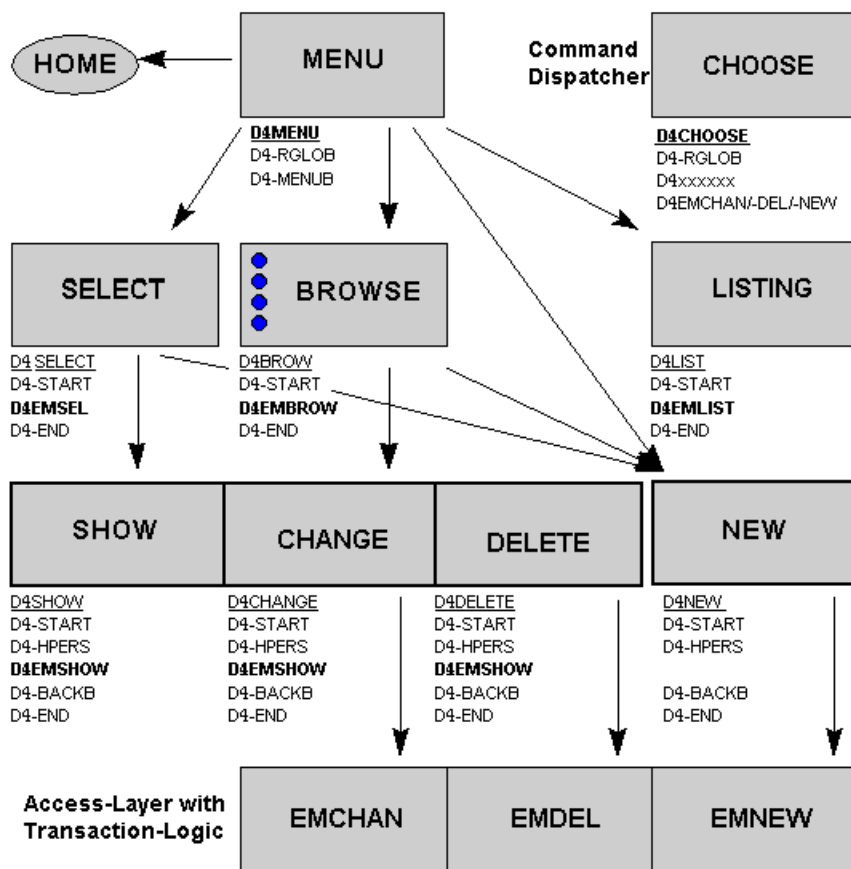 HOME
MENU
Command
Dispatcher
CHOOSE
D4MENU
D4-RGLOB
D4-MENUB
D4CHOOSE
D4-RGLOB
D4xxxxxx
D4EMCHAN/-DEL/-NEW
SELECT
BROWSE
LISTING
D4SELECT
D4-START
D4EMSEL
D4-END
D4BROW
D4-START
D4EMBROW
D4-END
D4LIST
D4-START
D4EMLIST
D4-END
SHOW
CHANGE
DELETE
NEW
D4SHOW
D4-START
D4-HPERS
D4EMSHOW
D4-BACKB
D4-END
D4CHANGE
D4-START
D4-HPERS
D4EMSHOW
D4-BACKB
D4-END
D4DELETE
D4-START
D4-HPERS
D4EMSHOW
D4-BACKB
D4-END
D4NEW
D4-START
D4-HPERS
D4-BACKB
D4-END
Access-Layer with
Transaction-Logic
EMCHAN
EMDEL
EMNEW